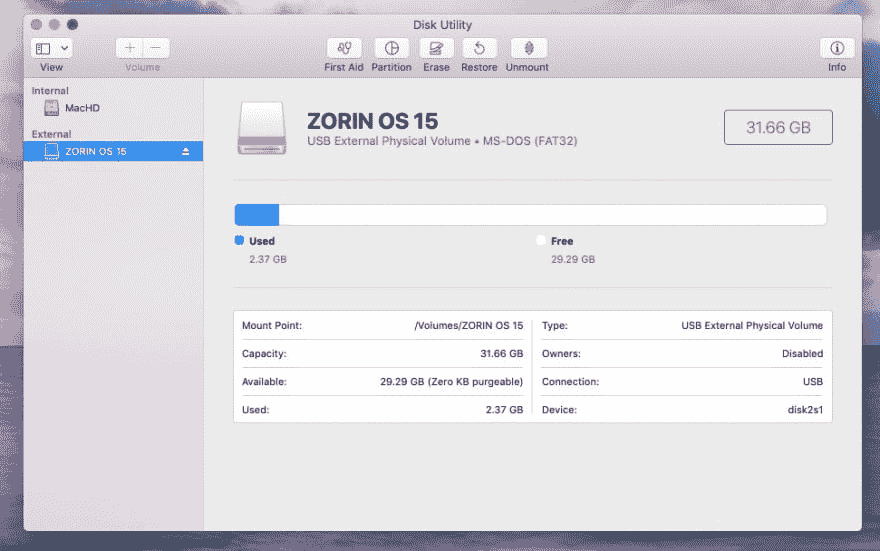 Disk Utility
View
Volume
First Aid
Partition
Erase
Restore
Unmount
Info
Internal
MacHD
External
ZORIN OS 15
ZORIN OS 15
USB External Physical Volume • MS-DOS (FAT32)
31.66 GB
Used
2.37 GB
Free
29.29 GB
Mount Point: /Volumes/ZORIN OS 15
Capacity: 31.66 GB
Available: 29.29 GB (Zero KB purgeable)
Used: 2.37 GB
Type: USB External Physical Volume
Owners: Disabled
Connection: USB
Device: disk2s1